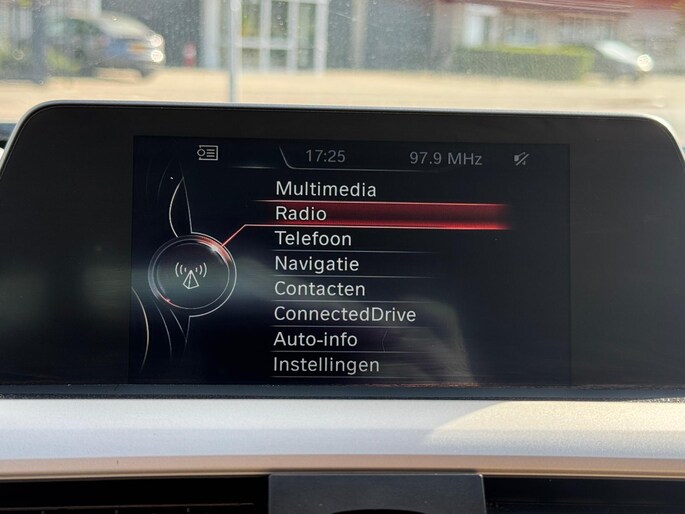 17:25 97.9 MHz
Multimedia
Radio
Telefoon
Navigatie
Contacten
ConnectedDrive
Auto-info
Instellingen